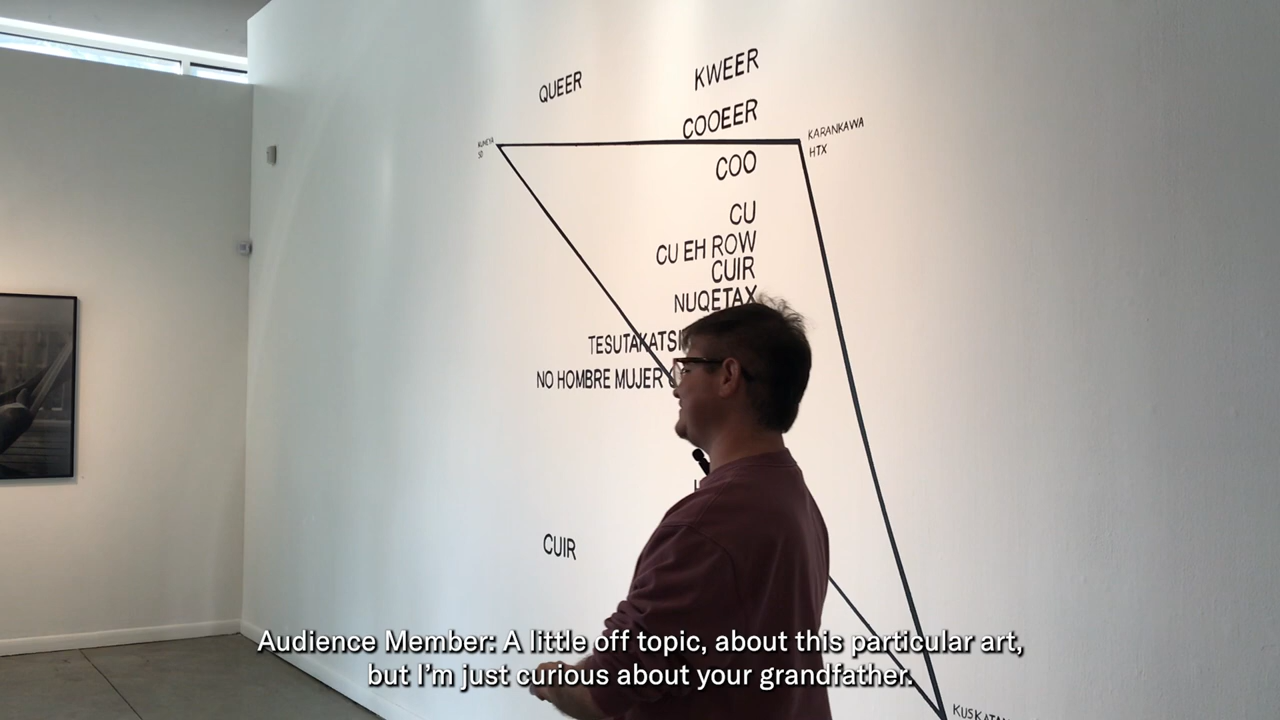 QUEER
KWEER
COOEER
KARANKAWA
HTX
COO
CU
CU EH ROW
CUIR
NUQETAX
NO HOMBRE MUJER
CUIR
Audience Member: A little off topic, about this particular art,
but I'm just curious about your grandfather.